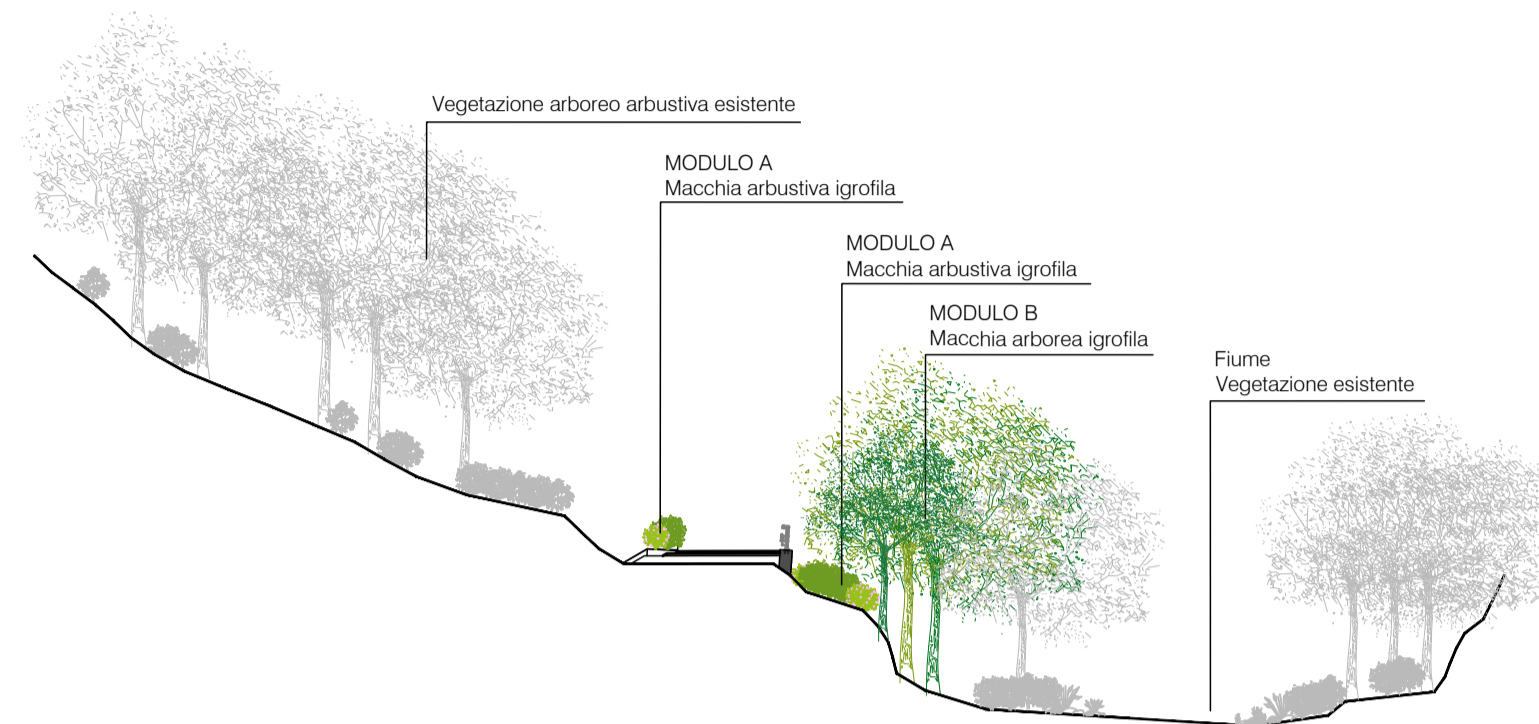 Vegetazione arboreo arbustiva esistente
MODULO A
Macchia arbustiva igrofila
MODULO A
Macchia arbustiva igrofila
MODULO B
Macchia arborea igrofila
Fiume
Vegetazione esistente